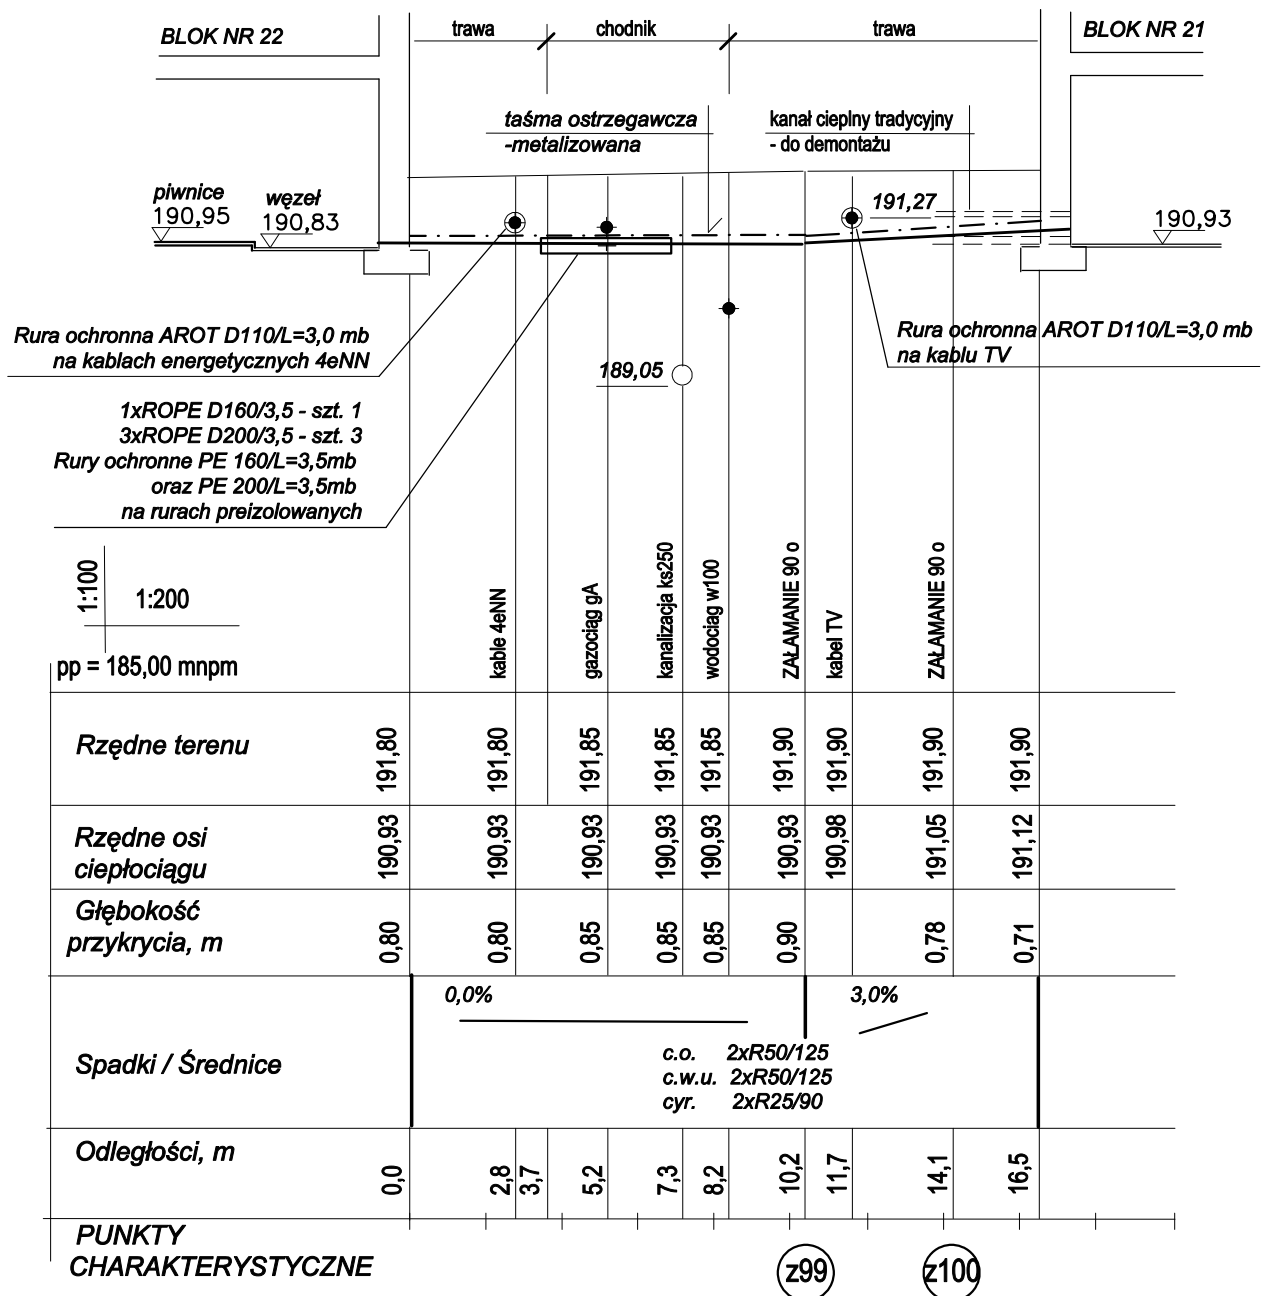 BLOK NR 22
trawa
chodnik
trawa
BLOK NR 21
taśma ostrzegawcza
-metalizowana
kanał cieplny tradycyjny
- do demontażu
piwnice
190,95
węzeł
190,83
191,27
190,93
Rura ochronna AROT D110/L=3,0 mb
na kablach energetycznych 4eNN
Rura ochronna AROT D110/L=3,0 mb
na kablu TV
189,05
1xROPE D160/3,5 - szt. 1
3xROPE D200/3,5 - szt. 3
Rury ochronne PE 160/L=3,5mb
oraz PE 200/L=3,5mb
na rurach preizolowanych
1:100
1:200
pp = 185,00 mnpm
kable 4eNN
gazociąg gA
kanalizacja ks250
wodociąg w100
ZAŁAMANIE 90 o
kabel TV
ZAŁAMANIE 90 o
Rzędne terenu
191,80
191,80
191,85
191,85
191,85
191,90
191,90
191,90
191,90
Rzędne osi
ciepłociągu
190,93
190,93
190,93
190,93
190,93
190,93
190,98
191,05
191,12
Głębokość
przykrycia, m
0,80
0,80
0,85
0,85
0,85
0,90
0,78
0,71
Spadki / Średnice
0,0%
3,0%
c.o. 2xR50/125
c.w.u. 2xR50/125
cyr. 2xR25/90
Odległości, m
0,0
2,8
3,7
5,2
7,3
8,2
10,2
11,7
14,1
16,5
PUNKTY
CHARAKTERYSTYCZNE
z99
z100